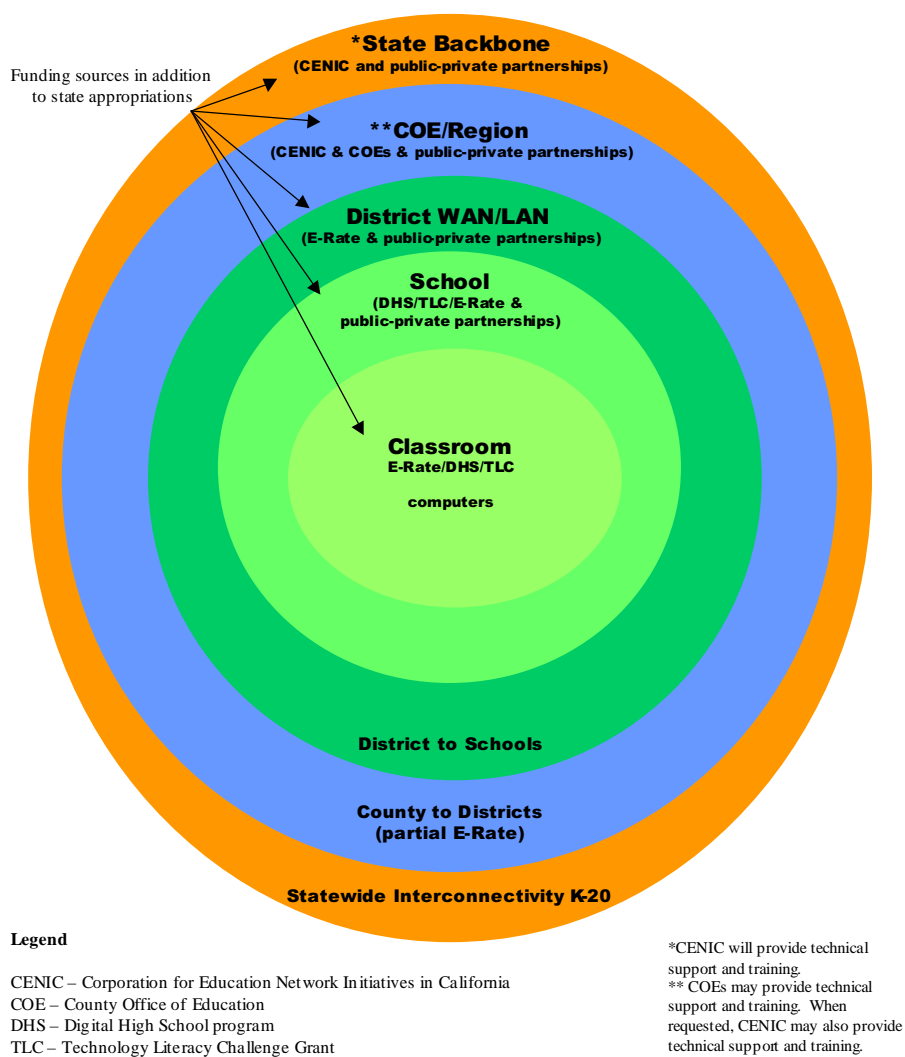 *State Backbone
(CENIC and public-private partnerships)
Funding sources in addition
to state appropriations
**COE/Region
(CENIC & COEs & public-private partnerships)
District WAN/LAN
(E-Rate & public-private partnerships)
School
(DHS/TLC/E-Rate &
public-private partnerships)
Classroom
E-Rate/DHS/TLC
computers
District to Schools
County to Districts
(partial E-Rate)
Statewide Interconnectivity K-20
Legend
CENIC – Corporation for Education Network Initiatives in California
COE – County Office of Education
DHS – Digital High School program
TLC – Technology Literacy Challenge Grant
*CENIC will provide technical
support and training.
** COEs may provide technical
support and training. When
requested, CENIC may also provide
technical support and training.